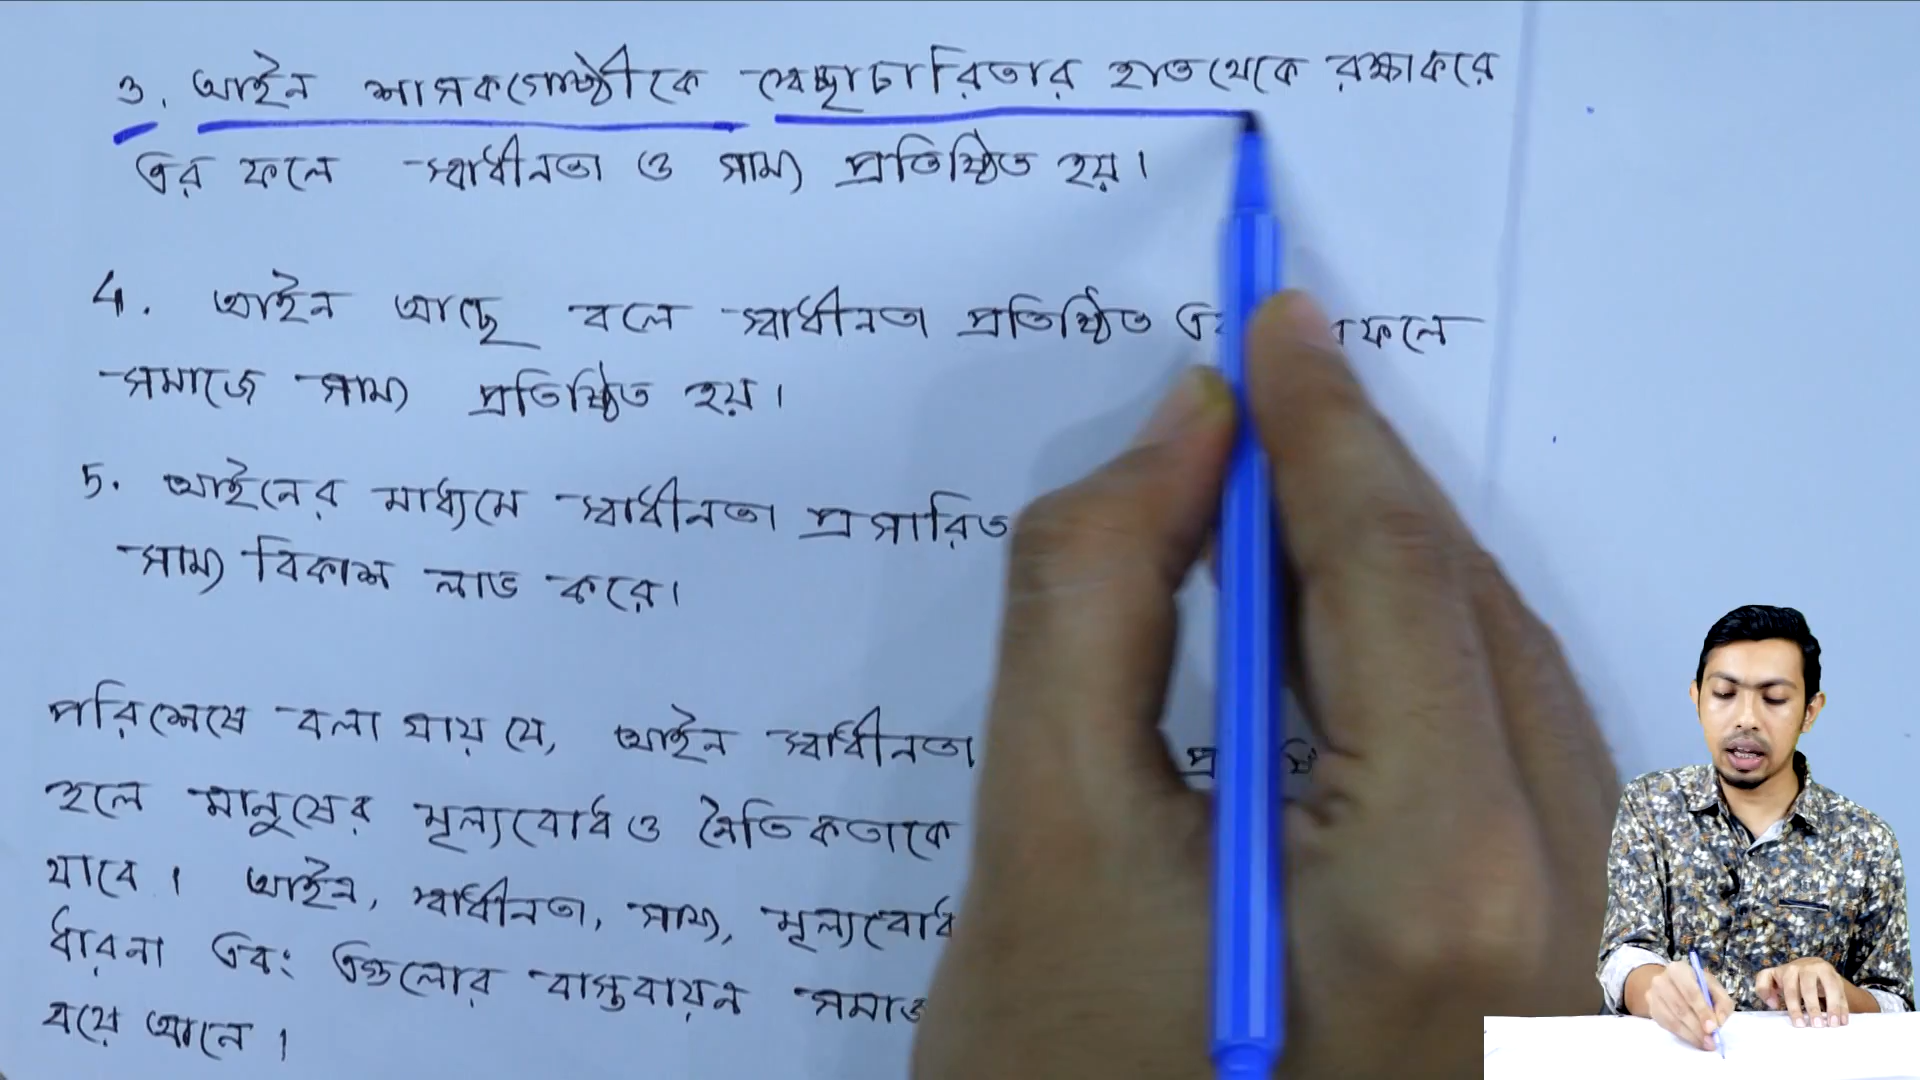 ৩. আইন শাসকগোষ্ঠীকে স্বেচ্ছাচারিতার হাত থেকে রক্ষা করে
এর ফলে স্বাধীনতা ও সাম্য প্রতিষ্ঠিত হয়।
4. আইন আছে বলে স্বাধীনতা প্রতিষ্ঠিত ফলে
সমাজে সাম্য প্রতিষ্ঠিত হয়।
5. আইনের মাধ্যমে স্বাধীনতা প্রসারিত
সাম্য বিকাশ লাভ করে।
পরিশেষে বলা যায় যে, আইন স্বাধীনতা
হলে মানুষের মূল্যবোধ ও নৈতিকতাকে
যাবে। আইন, স্বাধীনতা, সাম্য, মূল্যবোধ
ধারনা এবং এগুলোর বাস্তবায়ন
বয়ে আনে।